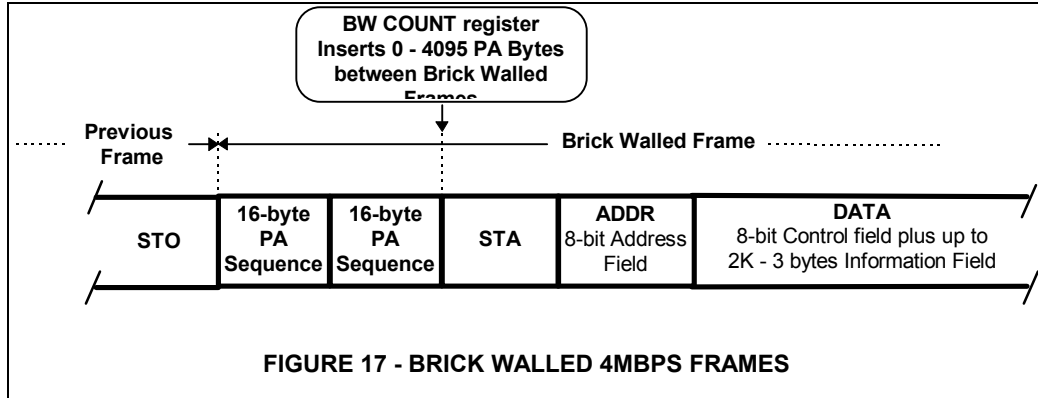 BW COUNT register
Inserts 0 - 4095 PA Bytes
between Brick Walled
Frames
Previous
Frame
Brick Walled Frame
STO
16-byte
PA
Sequence
16-byte
PA
Sequence
STA
ADDR
8-bit Address
Field
DATA
8-bit Control field plus up to
2K - 3 bytes Information Field
FIGURE 17 - BRICK WALLED 4MBPS FRAMES